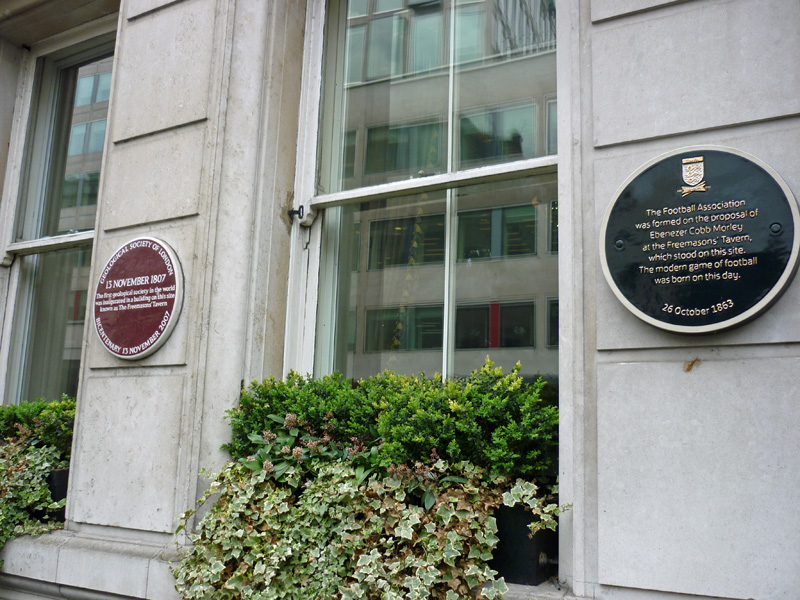 GEOLOGICAL SOCIETY OF LONDON
13 NOVEMBER 1807
The first geological society in the world
was inaugurated in a building on this site
known as The Freemasons' Tavern
BICENTENARY 13 NOVEMBER 2007
The Football Association
was formed on the proposal of
Ebenezer Cobb Morley
at the Freemasons' Tavern,
which stood on this site.
The modern game of football
was born on this day.
26 October 1863